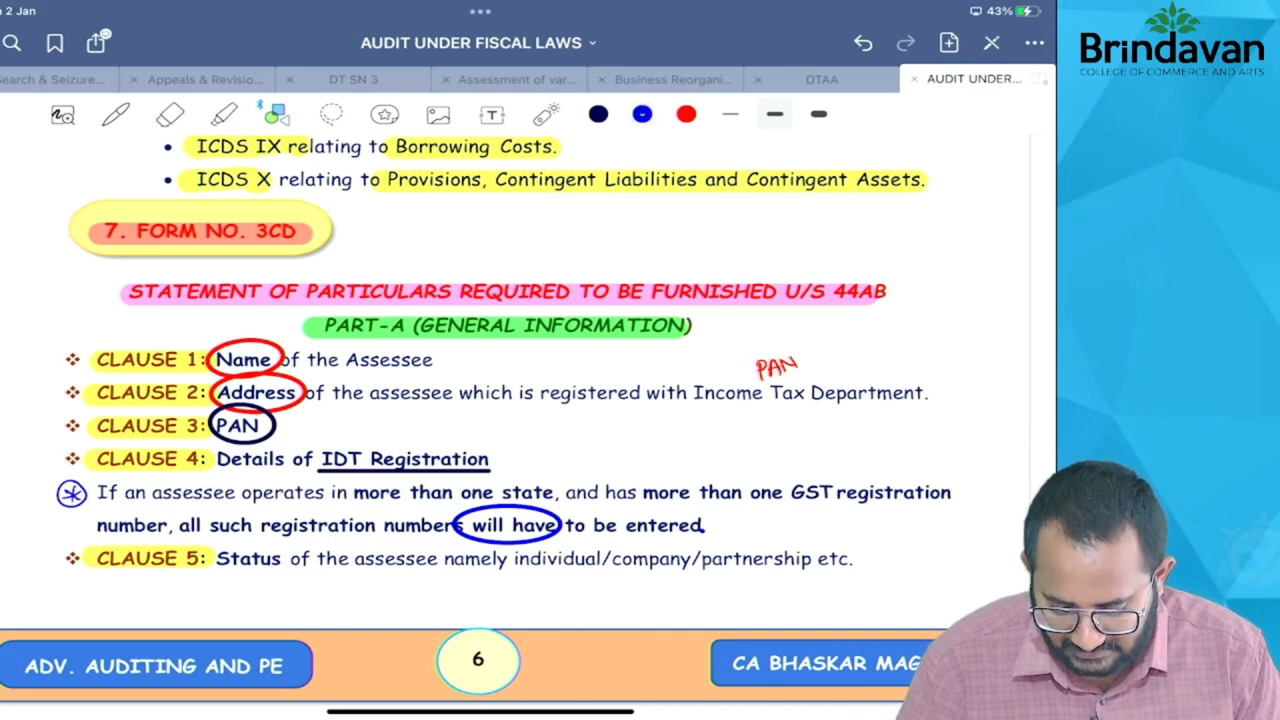 2 Jan
43%
AUDIT UNDER FISCAL LAWS
Brindavan
COLLEGE OF COMMERCE AND ARTS
earch & Seizure...
Appeals & Revisio...
DT SN 3
Assessment of var...
Business Reorgani...
DTAA
AUDIT UNDER...
• ICDS IX relating to Borrowing Costs.
• ICDS X relating to Provisions, Contingent Liabilities and Contingent Assets.
7. FORM NO. 3CD
STATEMENT OF PARTICULARS REQUIRED TO BE FURNISHED U/S 44AB
PART-A (GENERAL INFORMATION)
CLAUSE 1: Name of the Assessee
PAN
CLAUSE 2: Address of the assessee which is registered with Income Tax Department.
CLAUSE 3: PAN
CLAUSE 4: Details of IDT Registration
If an assessee operates in more than one state, and has more than one GST registration
number, all such registration numbers will have to be entered.
CLAUSE 5: Status of the assessee namely individual/company/partnership etc.
ADV. AUDITING AND PE
6
CA BHASKAR MAG